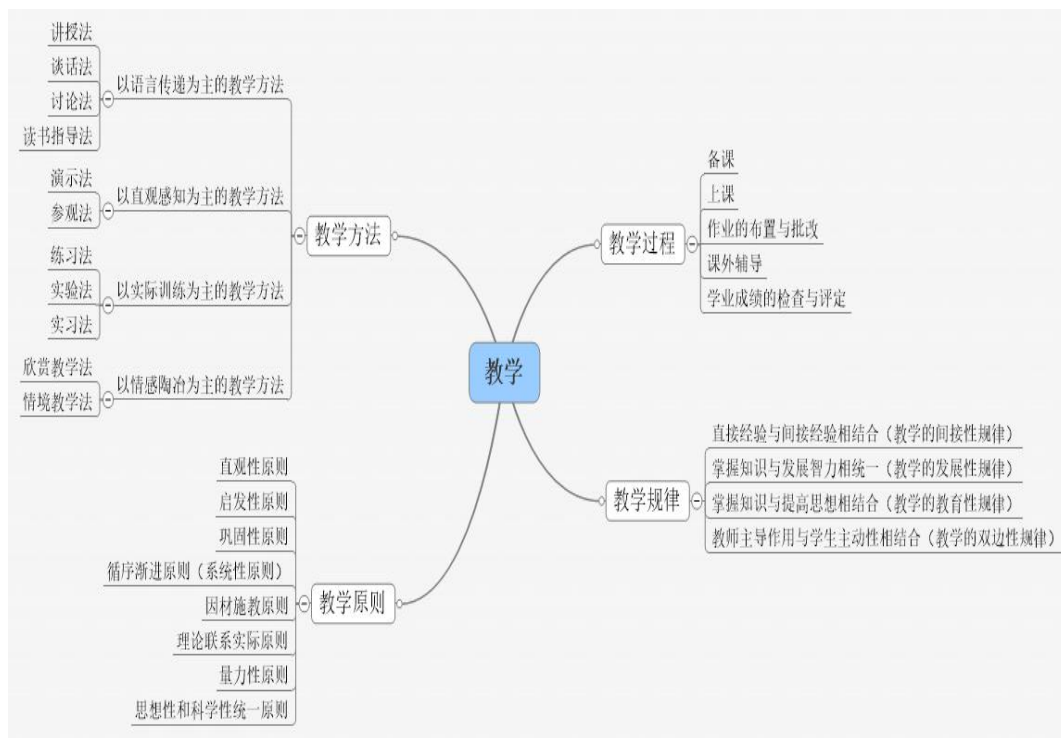 教学
教学方法
以语言传递为主的教学方法
讲授法
谈话法
讨论法
读书指导法
以直观感知为主的教学方法
演示法
参观法
以实际训练为主的教学方法
练习法
实验法
实习法
以情感陶冶为主的教学方法
欣赏教学法
情境教学法
教学原则
直观性原则
启发性原则
巩固性原则
循序渐进原则（系统性原则）
因材施教原则
理论联系实际原则
量力性原则
思想性和科学性统一原则
教学过程
备课
上课
作业的布置与批改
课外辅导
学业成绩的检查与评定
教学规律
直接经验与间接经验相结合（教学的间接性规律）
掌握知识与发展智力相统一（教学的发展性规律）
掌握知识与提高思想相结合（教学的教育性规律）
教师主导作用与学生主动性相结合（教学的双边性规律）